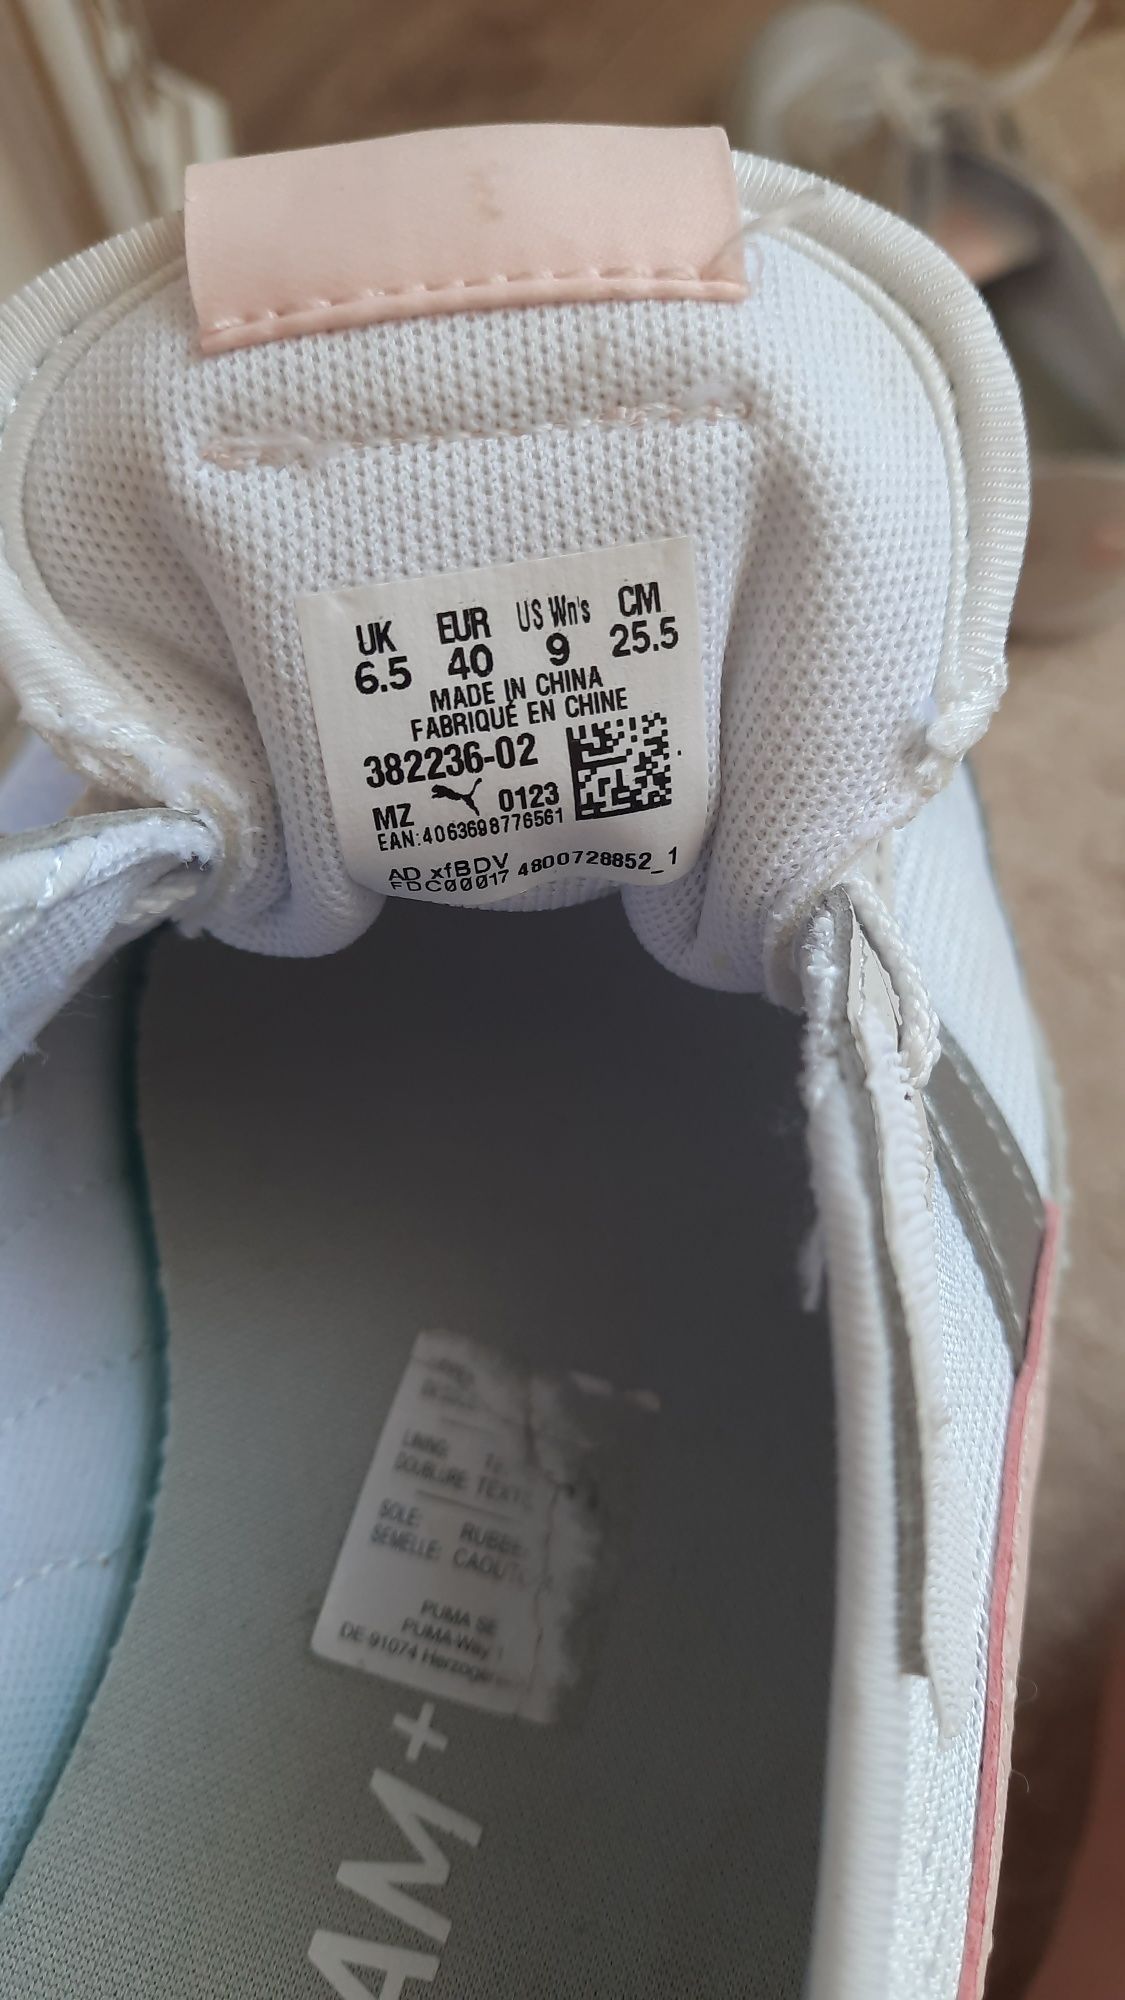 UK EUR US Wn's CM
6.5 40 9 25.5
MADE IN CHINA
FABRIQUÉ EN CHINE
382236-02
MZ 0123
EAN:4063698776561
AD xfBDV
FDC00017 4800728852_1
LINING:
DOUBLURE
SOLE:
SEMELLE:
PUMA SE
PUMA Way 1
DE-91074
AM+